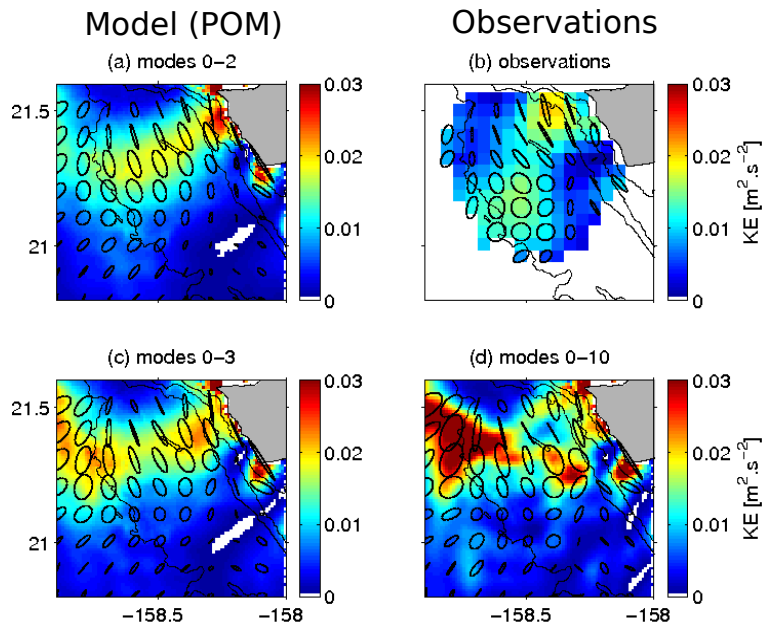 Model (POM) Observations
(a) modes 0-2 (b) observations
0.03 0.03
21.5
0.02 0.02
KE [m².s⁻²]
21 0.01 0.01
0 0
(c) modes 0-3 (d) modes 0-10
0.03 0.03
21.5
0.02 0.02
KE [m².s⁻²]
21 0.01 0.01
0 0
-158.5 -158 -158.5 -158